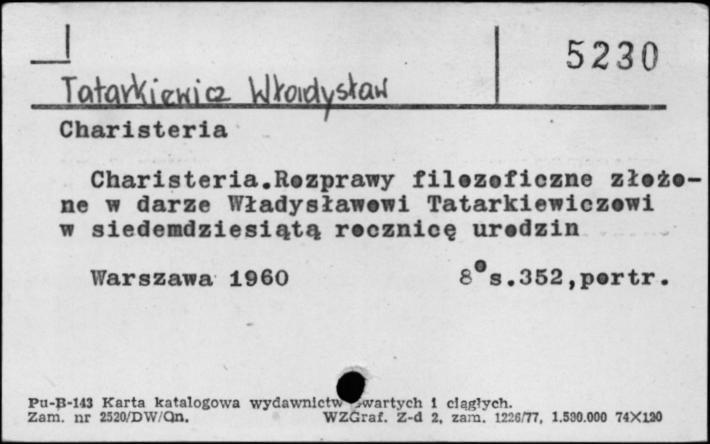 5230
Tatarkiewicz Władysław
Charisteria
Charisteria.Rozprawy filozoficzne złożo-
ne w darze Władysławowi Tatarkiewiczowi
w siedemdziesiątą rocznicę urodzin
Warszawa 1960 8° s.352,portr.
Pu-B-143 Karta katalogowa wydawnictw zwartych i ciągłych.
Zam. nr 2520/DW/Qn. WZGraf. Z-d 2, zam. 1226/77, 1.580.000 74X120